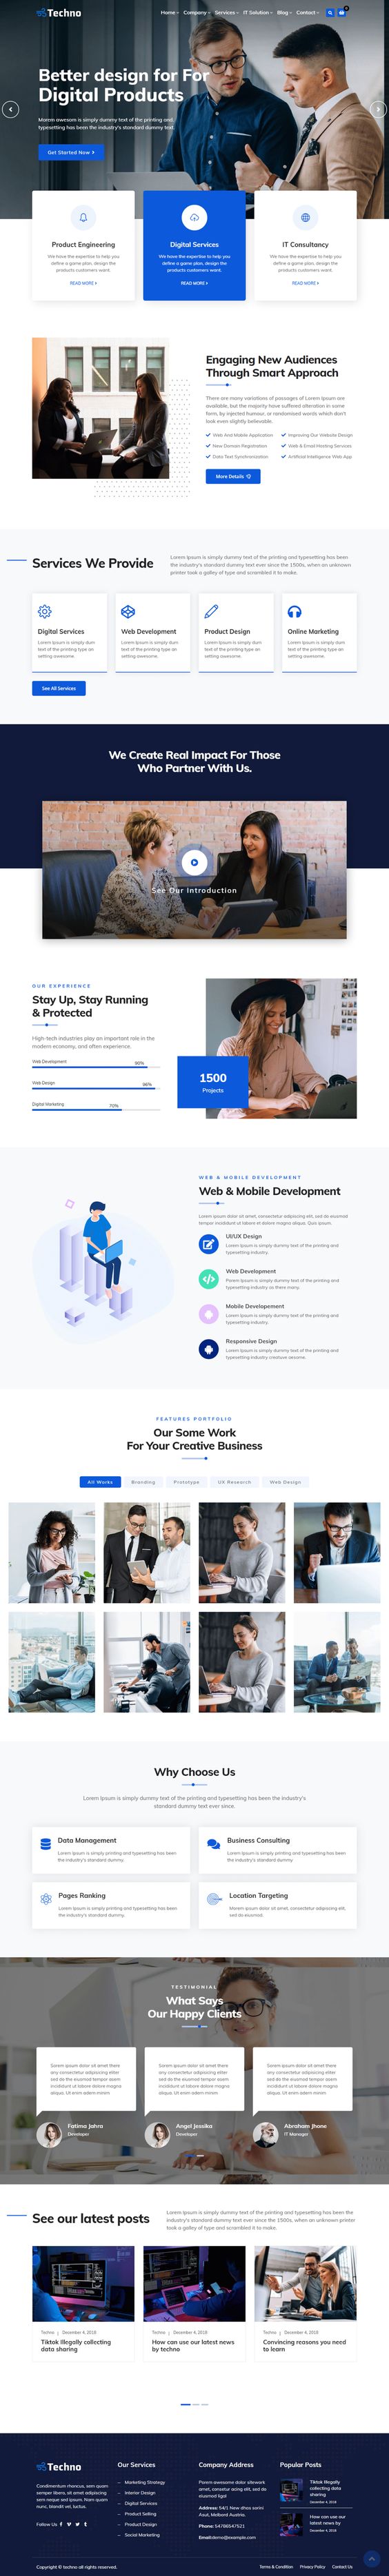 Techno
Home Company Services IT Solution Blog Contact
Better design for For
Digital Products
Morem awesom is simply dummy text of the printing and
typesetting has been the industry's standard dummy text.
Get Started Now
Product Engineering
We have the expertise to help you
define a game plan, design the
products customers want.
READ MORE
Digital Services
We have the expertise to help you
define a game plan, design the
products customers want.
READ MORE
IT Consultancy
We have the expertise to help you
define a game plan, design the
products customers want.
READ MORE
Engaging New Audiences
Through Smart Approach
There are many variations of passages of Lorem Ipsum are
available, but the majority have suffered alteration in some
form, by injected humour, or randomised words which don't
look even slightly believable.
Web And Mobile Application
Improving Our Website Design
New Domain Registration
Web & Email Hosting Services
Data Text Synchronization
Artificial Intelligence Web App
More Details
Services We Provide
Lorem Ipsum is simply dummy text of the printing and typesetting has been
the industry's standard dummy text ever since the 1500s, when an unknown
printer took a galley of type and scrambled it to make.
Digital Services
Lorem Ipsum is simply dum
text of the printing type an
setting awesome.
Web Development
Lorem Ipsum is simply dum
text of the printing type an
setting awesome.
Product Design
Lorem Ipsum is simply dum
text of the printing type an
setting awesome.
Online Marketing
Lorem Ipsum is simply dum
text of the printing type an
setting awesome.
See All Services
We Create Real Impact For Those
Who Partner With Us.
See Our Introduction
OUR EXPERIENCE
Stay Up, Stay Running
& Protected
High-tech industries play an important role in the
modern economy, and often experience.
Web Development
90%
Web Design
96%
Digital Marketing
70%
1500
Projects
WEB & MOBILE DEVELOPMENT
Web & Mobile Development
Lorem ipsum dolor sit amet, consectetur adipisicing elit, sed do eiusmod
tempor incididunt ut labore et dolore magna aliqua. Quis ipsum.
UI/UX Design
Lorem Ipsum is simply dummy text of the printing and
typesetting industry.
Web Development
Porem Ipsum is simply dummy text of the printing and
typesetting industry as there many.
Mobile Developement
Lorem Ipsum is simply dummy text of the printing and
typesetting industry.
Responsive Design
Lorem Ipsum is simply dummy text of the printing and
typesetting industry creatuse wesome.
FEATURES PORTFOLIO
Our Some Work
For Your Creative Business
All Works
Branding
Prototype
UX Research
Web Design
Why Choose Us
Lorem Ipsum is simply dummy text of the printing and typesetting has been the industry's
standard dummy text ever since.
Data Management
Lorem Ipsum is simply printing and typesetting has been
the industry's standard dummy.
Business Consulting
Lorem Ipsum is simply printing and typesetting has been
the industry's standard dummy.
Pages Ranking
Lorem Ipsum is simply printing and typesetting has been
the industry's standard dummy.
Location Targeting
Morem ipsum dolor sit amet, consectetur adipisicing elit,
sed do eiusmod.
TESTIMONIAL
What Says
Our Happy Clients
Sorem ipsum dolor sit amet there
any consectetur adipisicing eliter
sed do the eiusmod tempor
incididunt ut labore dolore magna
aliqua. Ut enim adem minim
Fatima Jahra
Developer
Sorem ipsum dolor sit amet there
any consectetur adipisicing eliter
sed do the eiusmod tempor
incididunt ut labore dolore magna
aliqua. Ut enim adem minim
Angel Jessika
Developer
Sorem ipsum dolor sit amet there
any consectetur adipisicing eliter
sed do the eiusmod tempor
incididunt ut labore dolore magna
aliqua. Ut enim adem minim
Abraham Jhone
IT Manager
See our latest posts
Lorem Ipsum is simply dummy text of the printing and typesetting has been the
industry's standard dummy text ever since the 1500s, when an unknown printer
took a galley of type and scrambled it to make.
Techno | December 4, 2018
Tiktok Illegally collecting
data sharing
Techno | December 4, 2018
How can use our latest news
by techno
Techno | December 4, 2018
Convincing reasons you need
to learn
Techno
Condimentum rhoncus, sem quam
semper libero, sit amet adipiscing
sem neque sed ipsum. Nam quam
nunc, blandit vel, luctus.
Follow Us
Our Services
Marketing Strategy
Interior Design
Digital Services
Product Selling
Product Design
Social Marketing
Company Address
Porem awesome dolor sitework
amet, conctur acing elit, sed do
eiusmod ligal
Address: 54/1 New dhas sorini
Asut, Melbord Austria.
Phone: 54786547521
Email:demo@example.com
Popular Posts
Tiktok Illegally
collecting data
sharing
December 4, 2018
How can use our
latest news by
December 4, 2018
Copyright © techno all rights reserved.
Terms & Condition Privacy Policy Contact Us